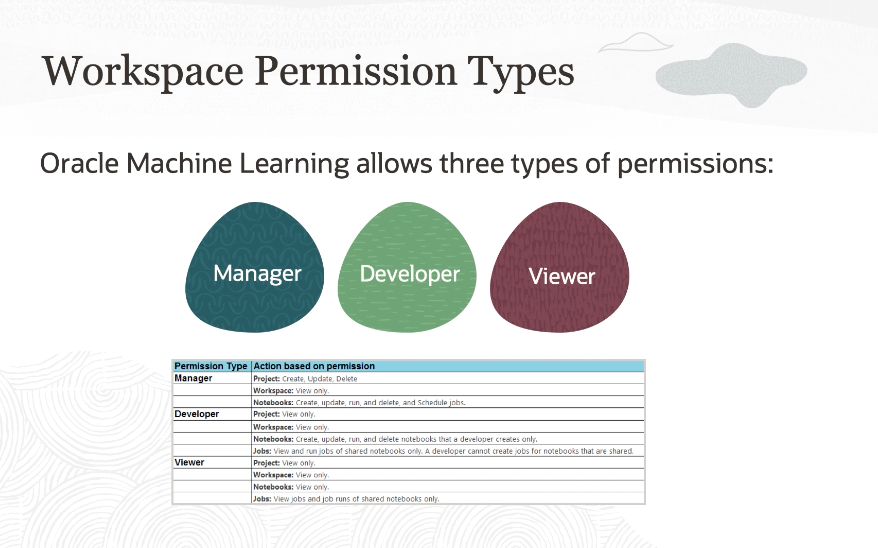 Workspace Permission Types
Oracle Machine Learning allows three types of permissions:
Manager
Developer
Viewer
Permission Type Action based on permission
Manager Project: Create, Update, Delete
Workspace: View only.
Notebooks: Create, update, run, and delete, and Schedule jobs.
Developer Project: View only.
Workspace: View only.
Notebooks: Create, update, run, and delete notebooks that a developer creates only.
Jobs: View and run jobs of shared notebooks only. A developer cannot create jobs for notebooks that are shared.
Viewer Project: View only.
Workspace: View only.
Notebooks: View only.
Jobs: View jobs and job runs of shared notebooks only.